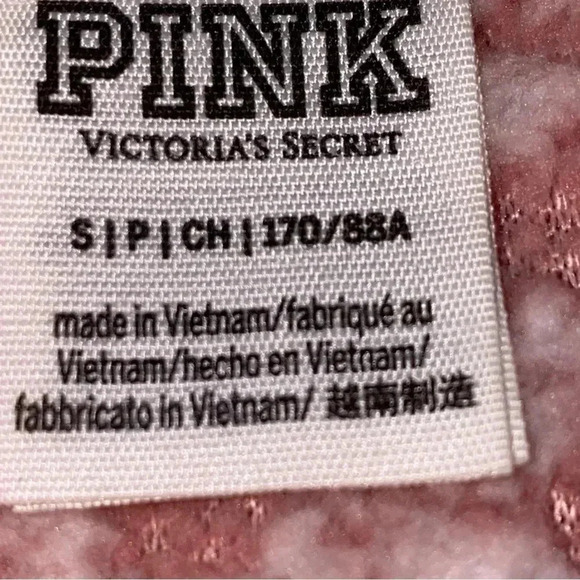 PINK
VICTORIA'S SECRET
S | P | CH | 170/88A
made in Vietnam/fabriqué au
Vietnam/hecho en Vietnam/
fabbricato in Vietnam/ 越南制造